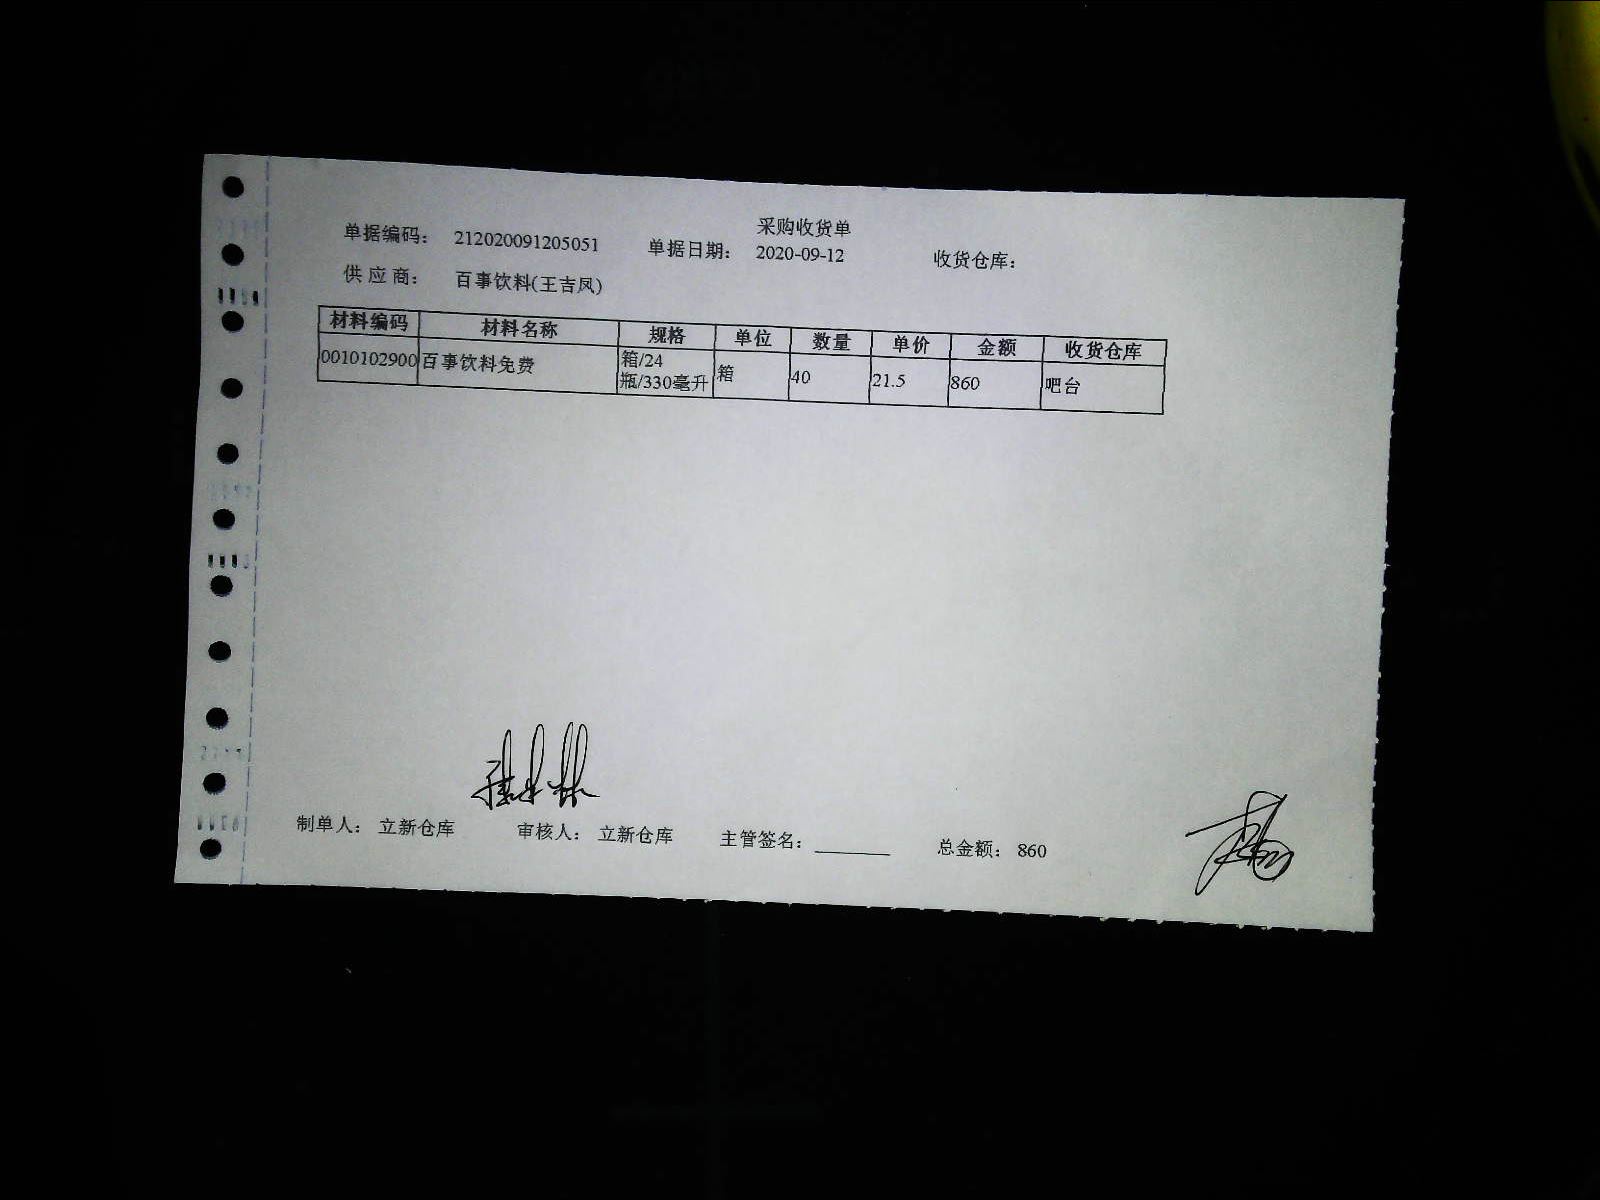 采购收货单
单据编码： 212020091205051 单据日期： 2020-09-12 收货仓库：
供应商： 百事饮料(王吉凤)
材料编码 材料名称 规格 单位 数量 单价 金额 收货仓库
0010102900 百事饮料免费 箱/24瓶/330毫升 箱 40 21.5 860 吧台
制单人： 立新仓库 审核人： 立新仓库 主管签名： 总金额： 860